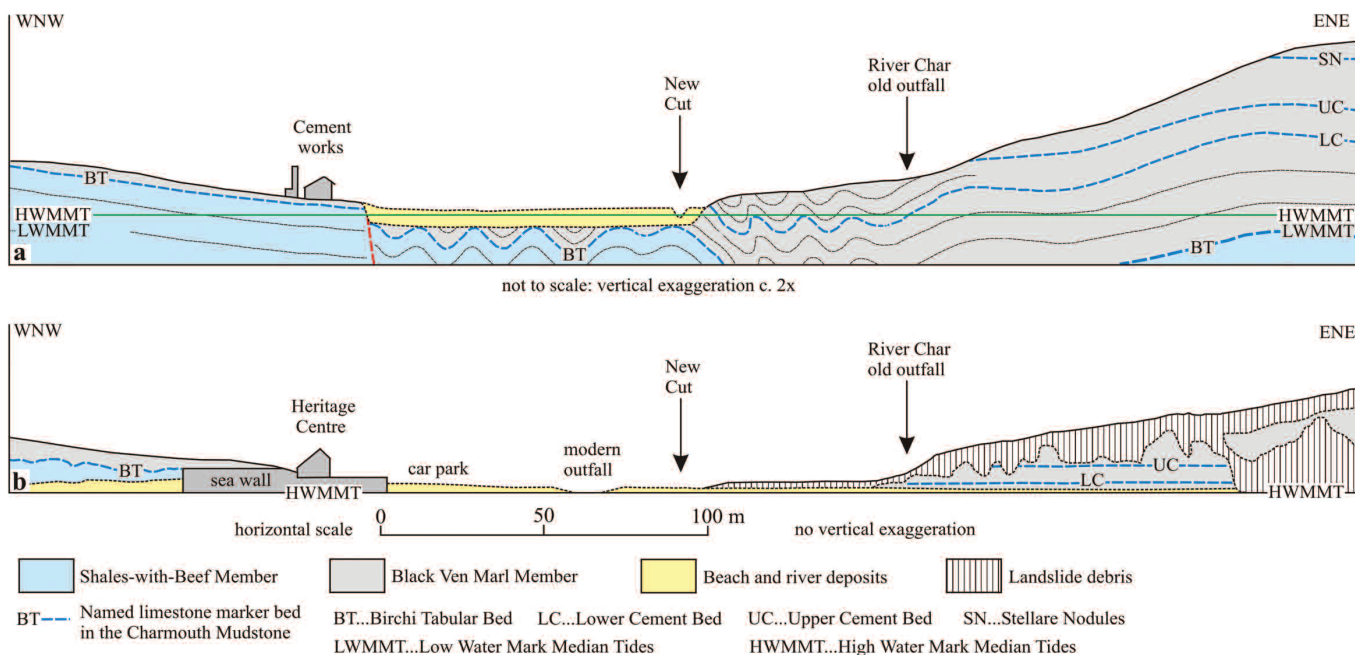 WNW
ENE
SN
River Char
old outfall
New
Cut
UC
Cement
works
LC
BT
HWMMT
LWMMT
HWMMT
LWMMT
BT
BT
a
not to scale: vertical exaggeration c. 2x
WNW
ENE
River Char
old outfall
New
Cut
Heritage
Centre
modern
outfall
BT
car park
UC
sea wall
LC
b
HWMMT
HWMMT
horizontal scale
0
50
100 m
no vertical exaggeration
Shales-with-Beef Member
Black Ven Marl Member
Beach and river deposits
Landslide debris
BT
Named limestone marker bed
in the Charmouth Mudstone
BT...Birchi Tabular Bed
LC...Lower Cement Bed
UC...Upper Cement Bed
SN...Stellare Nodules
LWMMT...Low Water Mark Median Tides
HWMMT...High Water Mark Median Tides